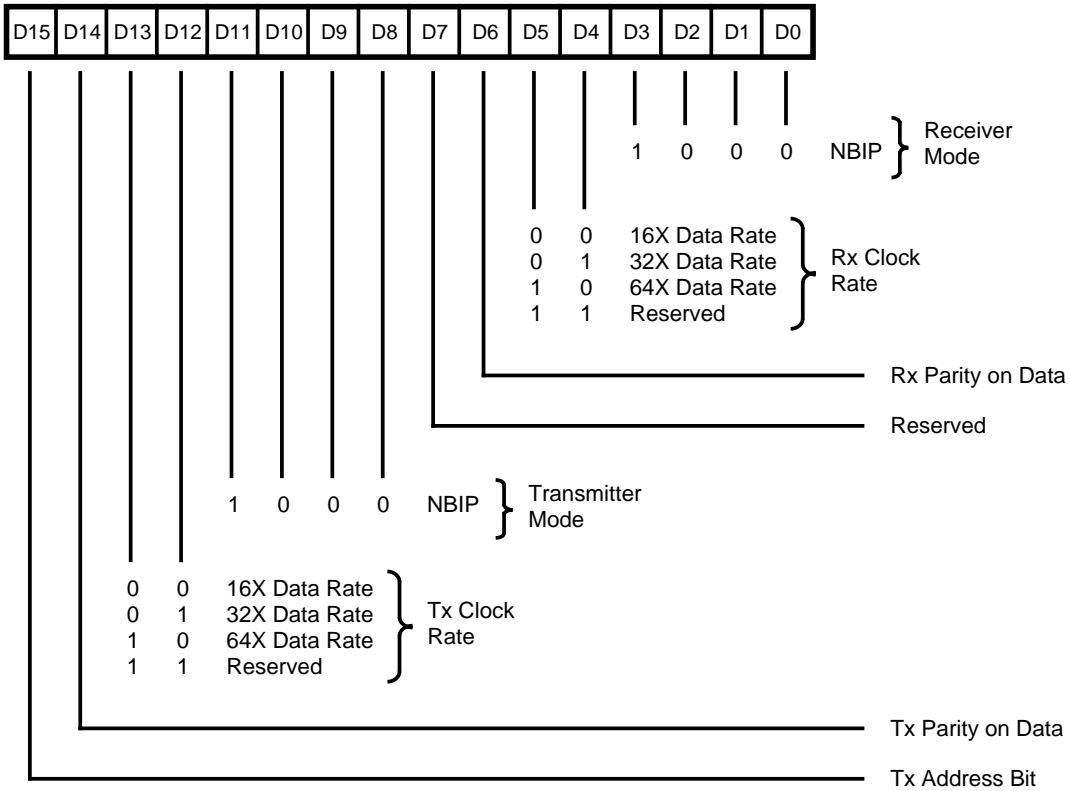 D15 D14 D13 D12 D11 D10 D9 D8 D7 D6 D5 D4 D3 D2 D1 D0
1 0 0 0 NBIP
Receiver
Mode
0 0 16X Data Rate
0 1 32X Data Rate
1 0 64X Data Rate
1 1 Reserved
Rx Clock
Rate
Rx Parity on Data
Reserved
1 0 0 0 NBIP
Transmitter
Mode
0 0 16X Data Rate
0 1 32X Data Rate
1 0 64X Data Rate
1 1 Reserved
Tx Clock
Rate
Tx Parity on Data
Tx Address Bit